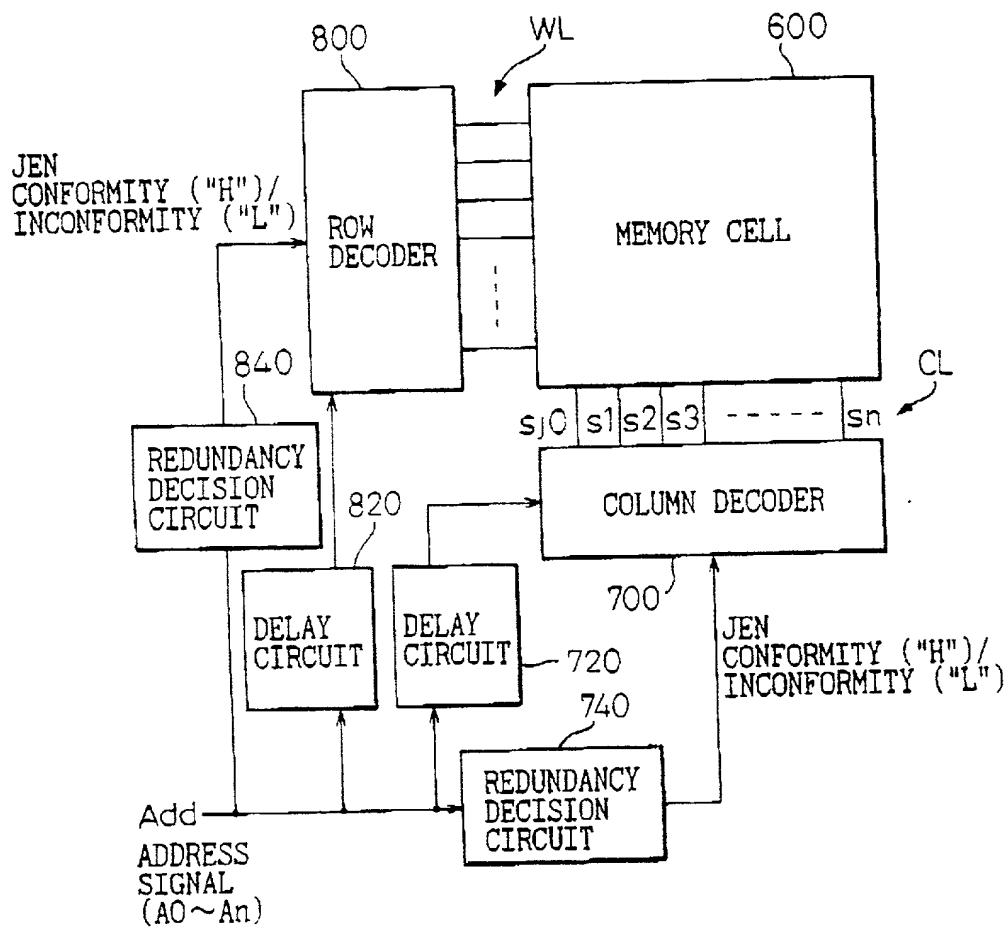 800
WL
600
JEN
CONFORMITY ("H")/
INCONFORMITY ("L")
ROW
DECODER
MEMORY CELL
840
CL
sj0 s1 s2 s3 sn
REDUNDANCY
DECISION
CIRCUIT
820
COLUMN DECODER
700
DELAY
CIRCUIT
DELAY
CIRCUIT
720
JEN
CONFORMITY ("H")/
INCONFORMITY ("L")
740
REDUNDANCY
DECISION
CIRCUIT
Add
ADDRESS
SIGNAL
(A0~An)